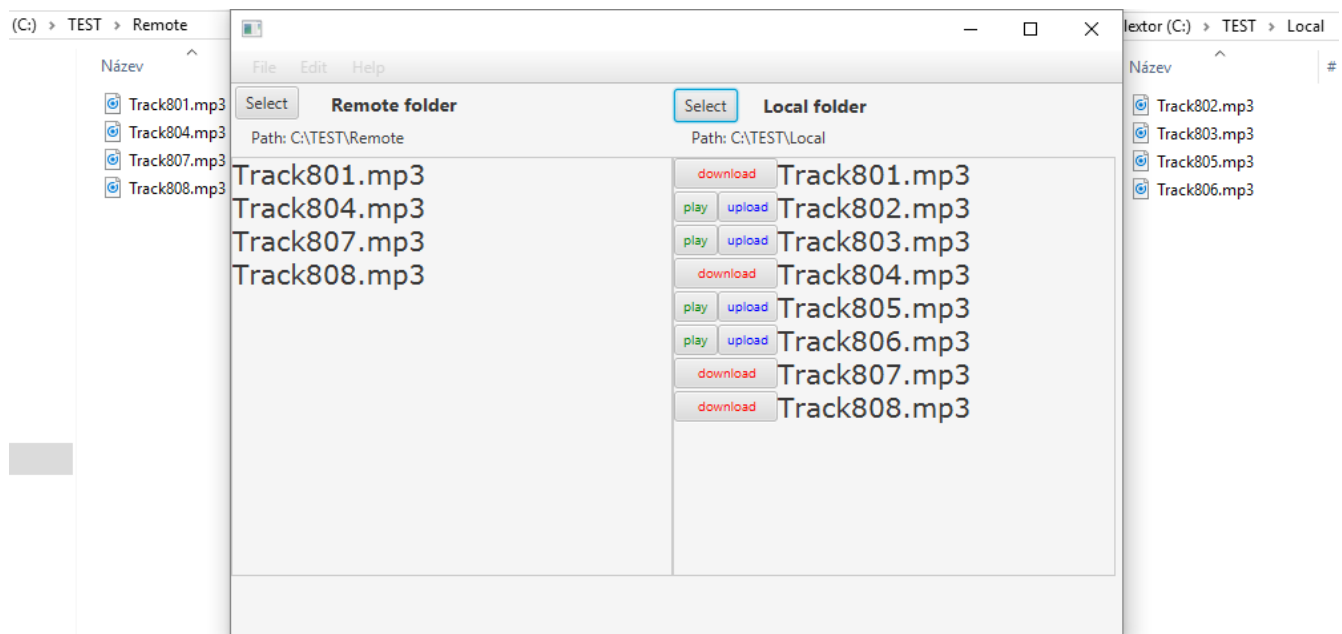 (C:) > TEST > Remote
Název
Track801.mp3
Track804.mp3
Track807.mp3
Track808.mp3
File Edit Help
Select Remote folder
Path: C:\TEST\Remote
Track801.mp3
Track804.mp3
Track807.mp3
Track808.mp3
Select Local folder
Path: C:\TEST\Local
download Track801.mp3
play upload Track802.mp3
play upload Track803.mp3
download Track804.mp3
play upload Track805.mp3
play upload Track806.mp3
download Track807.mp3
download Track808.mp3
lextor (C:) > TEST > Local
Název #
Track802.mp3
Track803.mp3
Track805.mp3
Track806.mp3